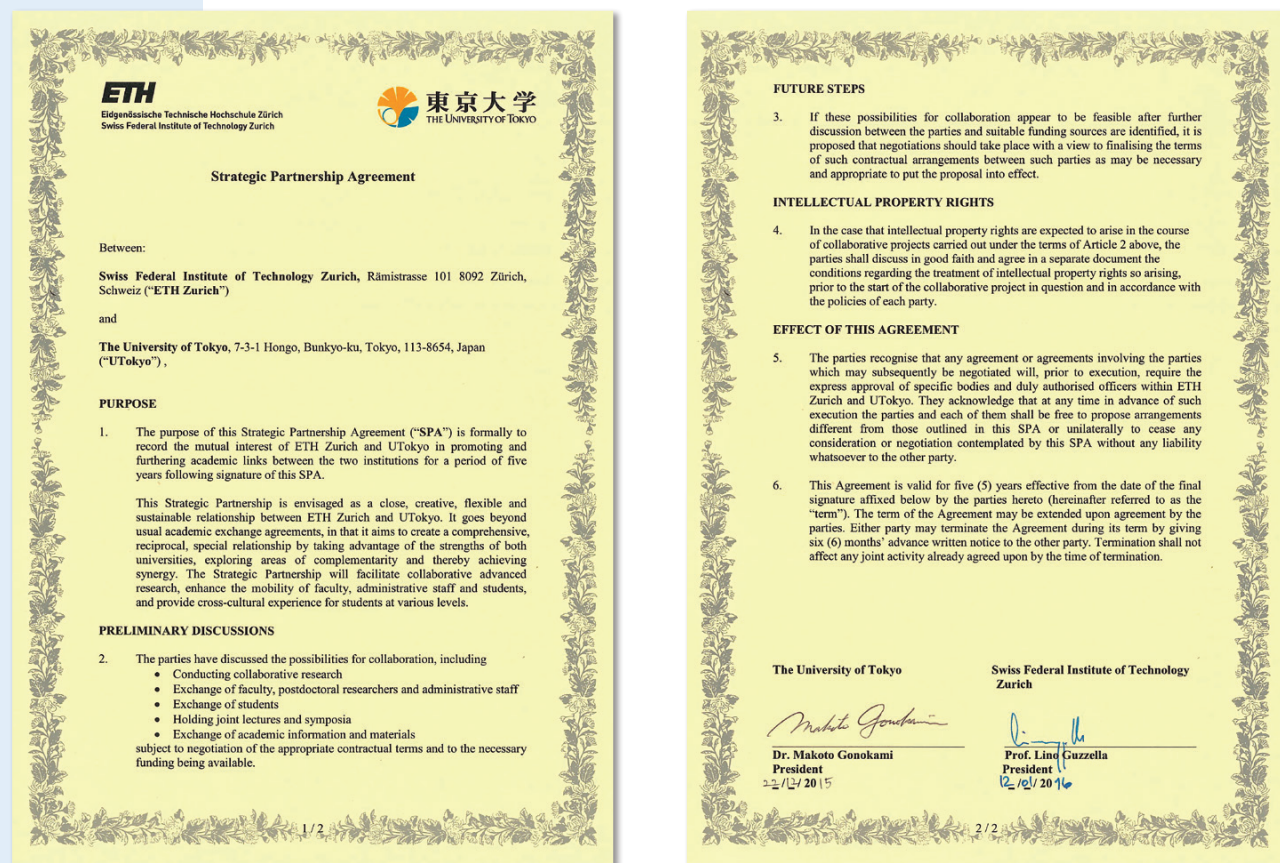 ETH
Eidgenössische Technische Hochschule Zürich
Swiss Federal Institute of Technology Zurich
東京大学
THE UNIVERSITY OF TOKYO
Strategic Partnership Agreement
Between:
Swiss Federal Institute of Technology Zurich, Rämistrasse 101 8092 Zürich,
Schweiz (“ETH Zurich”)
and
The University of Tokyo, 7-3-1 Hongo, Bunkyo-ku, Tokyo, 113-8654, Japan
(“UTokyo”) ,
PURPOSE
1. The purpose of this Strategic Partnership Agreement (“SPA”) is formally to
record the mutual interest of ETH Zurich and UTokyo in promoting and
furthering academic links between the two institutions for a period of five
years following signature of this SPA.
This Strategic Partnership is envisaged as a close, creative, flexible and
sustainable relationship between ETH Zurich and UTokyo. It goes beyond
usual academic exchange agreements, in that it aims to create a comprehensive,
reciprocal, special relationship by taking advantage of the strengths of both
universities, exploring areas of complementarity and thereby achieving
synergy. The Strategic Partnership will facilitate collaborative advanced
research, enhance the mobility of faculty, administrative staff and students,
and provide cross-cultural experience for students at various levels.
PRELIMINARY DISCUSSIONS
2. The parties have discussed the possibilities for collaboration, including
• Conducting collaborative research
• Exchange of faculty, postdoctoral researchers and administrative staff
• Exchange of students
• Holding joint lectures and symposia
• Exchange of academic information and materials
subject to negotiation of the appropriate contractual terms and to the necessary
funding being available.
1/2
FUTURE STEPS
3. If these possibilities for collaboration appear to be feasible after further
discussion between the parties and suitable funding sources are identified, it is
proposed that negotiations should take place with a view to finalising the terms
of such contractual arrangements between such parties as may be necessary
and appropriate to put the proposal into effect.
INTELLECTUAL PROPERTY RIGHTS
4. In the case that intellectual property rights are expected to arise in the course
of collaborative projects carried out under the terms of Article 2 above, the
parties shall discuss in good faith and agree in a separate document the
conditions regarding the treatment of intellectual property rights so arising,
prior to the start of the collaborative project in question and in accordance with
the policies of each party.
EFFECT OF THIS AGREEMENT
5. The parties recognise that any agreement or agreements involving the parties
which may subsequently be negotiated will, prior to execution, require the
express approval of specific bodies and duly authorised officers within ETH
Zurich and UTokyo. They acknowledge that at any time in advance of such
execution the parties and each of them shall be free to propose arrangements
different from those outlined in this SPA or unilaterally to cease any
consideration or negotiation contemplated by this SPA without any liability
whatsoever to the other party.
6. This Agreement is valid for five (5) years effective from the date of the final
signature affixed below by the parties hereto (hereinafter referred to as the
“term”). The term of the Agreement may be extended upon agreement by the
parties. Either party may terminate the Agreement during its term by giving
six (6) months’ advance written notice to the other party. Termination shall not
affect any joint activity already agreed upon by the time of termination.
The University of Tokyo
Makoto Gonokami
Dr. Makoto Gonokami
President
22/12/2015
Swiss Federal Institute of Technology
Zurich
Prof. Lino Guzzella
President
12/01/2016
2/2